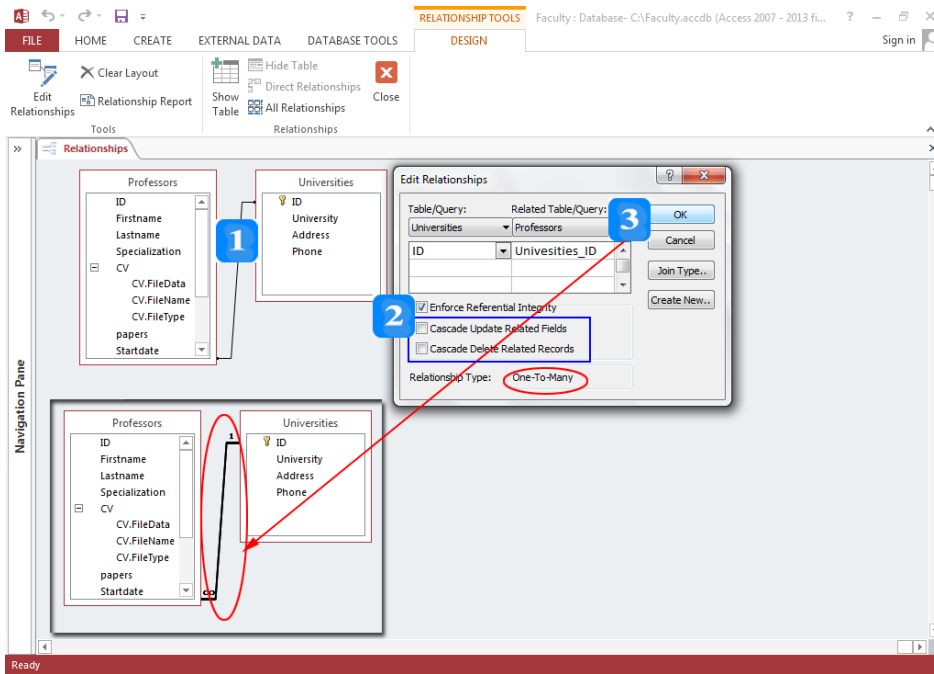 RELATIONSHIP TOOLS Faculty : Database- C:\Faculty.accdb (Access 2007 - 2013 fi... ?
FILE HOME CREATE EXTERNAL DATA DATABASE TOOLS DESIGN Sign in
Edit Relationships
Clear Layout
Relationship Report
Tools
Show Table
Hide Table
Direct Relationships
All Relationships
Close
Relationships
» Relationships
Navigation Pane
Professors
ID
Firstname
Lastname
Specialization
CV
CV.FileData
CV.FileName
CV.FileType
papers
Startdate
1
Universities
ID
University
Address
Phone
Edit Relationships ?
Table/Query: Related Table/Query:
Universities Professors
ID Univesities_ID
3
OK
Cancel
Join Type..
Create New..
2
Enforce Referential Integrity
Cascade Update Related Fields
Cascade Delete Related Records
Relationship Type: One-To-Many
Professors
ID
Firstname
Lastname
Specialization
CV
CV.FileData
CV.FileName
CV.FileType
papers
Startdate
1
∞
Universities
ID
University
Address
Phone
Ready